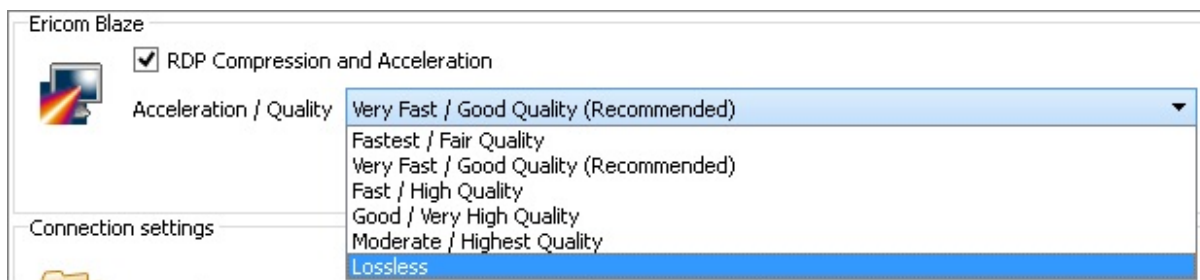 Ericom Blaze
RDP Compression and Acceleration
Acceleration / Quality Very Fast / Good Quality (Recommended)
Fastest / Fair Quality
Very Fast / Good Quality (Recommended)
Fast / High Quality
Good / Very High Quality
Moderate / Highest Quality
Lossless
Connection settings